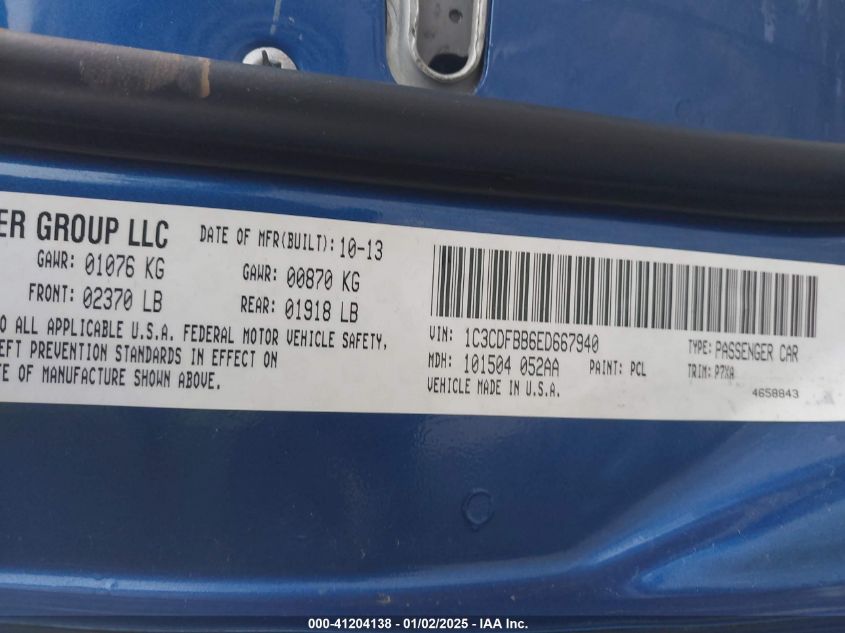 ER GROUP LLC
DATE OF MFR(BUILT): 10-13
GAWR: 01076 KG
GAWR: 00870 KG
FRONT: 02370 LB
REAR: 01918 LB
O ALL APPLICABLE U.S.A. FEDERAL MOTOR VEHICLE SAFETY,
EFT PREVENTION STANDARDS IN EFFECT ON
TE OF MANUFACTURE SHOWN ABOVE.
VIN: 1C3CDFBB6ED667940
TYPE: PASSENGER CAR
MDH: 101504 052AA
PAINT: PCL
TRIM: P7XA
VEHICLE MADE IN U.S.A.
4658843
000-41204138 - 01/02/2025 - IAA Inc.